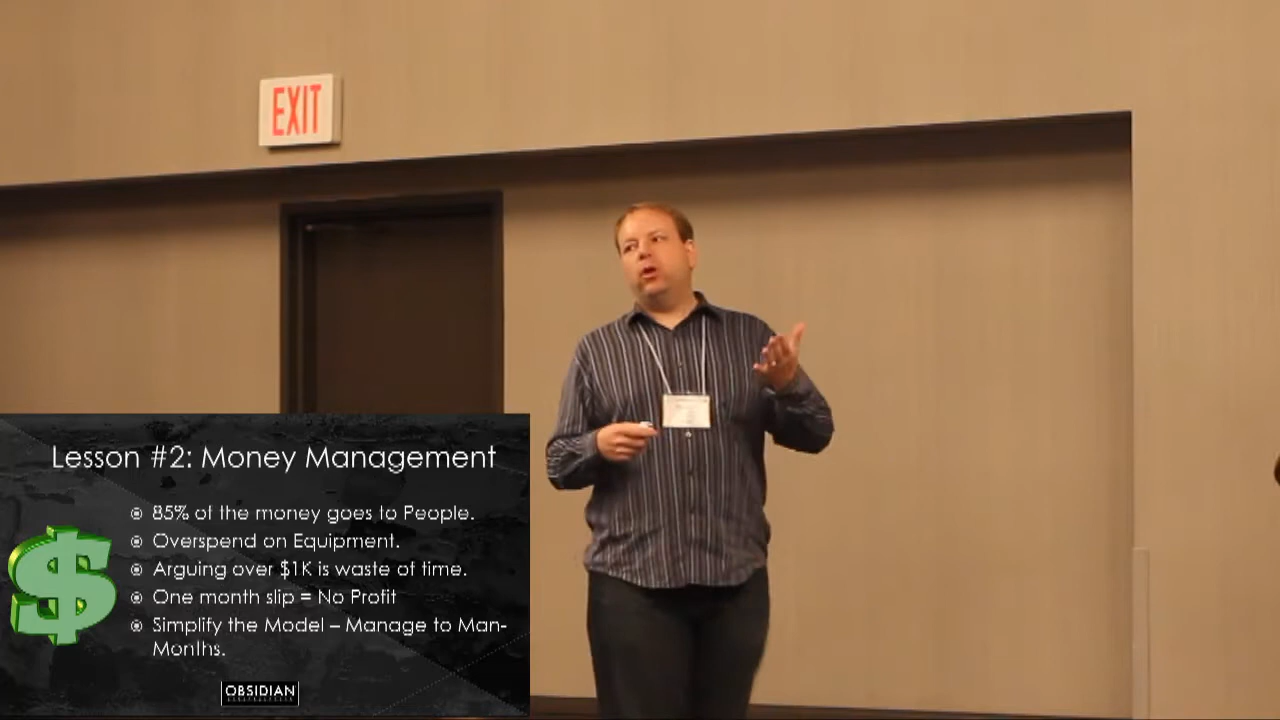 EXIT
Lesson #2: Money Management
85% of the money goes to People.
Overspend on Equipment.
Arguing over $1K is waste of time.
One month slip = No Profit
Simplify the Model – Manage to Man-
Months.
OBSIDIAN